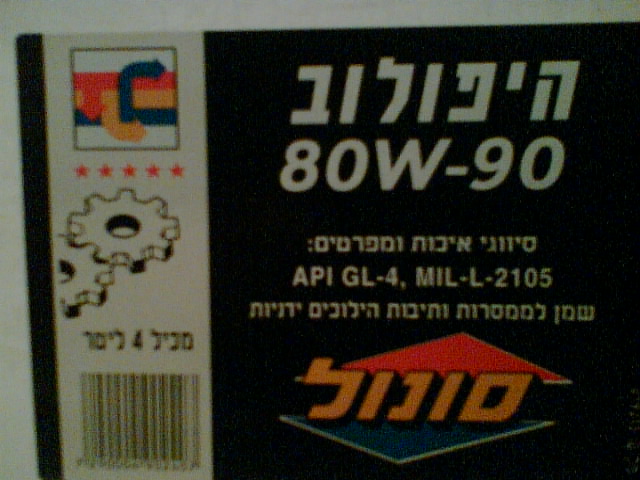 היפולוב
80W-90
סיווגי איכות ומפרטים:
API GL-4, MIL-L-2105
שמן לממסרות ותיבות הילוכים ידניות
סונול
מכיל 4 ליטר